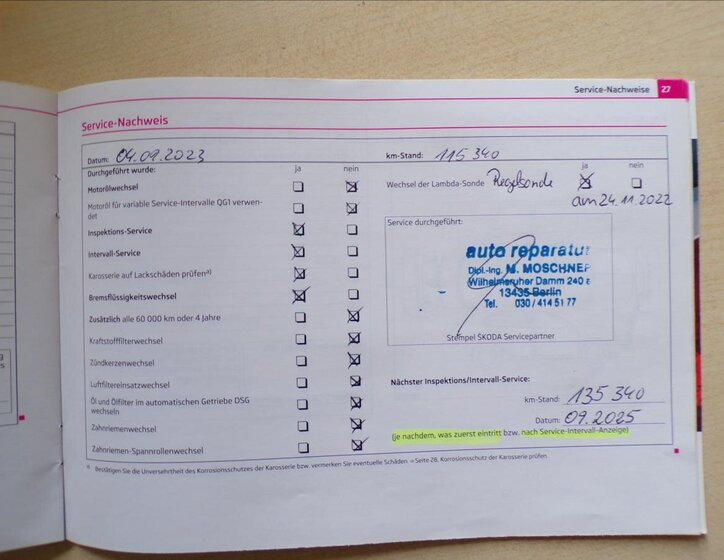 Service-Nachweise 27
Service-Nachweis
Datum: 04.09.2023
km-Stand: 115 340
Durchgeführt wurde:
ja nein
Motorölwechsel
Motoröl für variable Service-Intervalle QG1 verwen-
det
Inspektions-Service
Intervall-Service
Karosserie auf Lackschäden prüfen a)
Bremsflüssigkeitswechsel
Zusätzlich alle 60 000 km oder 4 Jahre
Kraftstofffilterwechsel
Zündkerzenwechsel
Luftfiltereinsatzwechsel
Öl und Ölfilter im automatischen Getriebe DSG
wechseln
Zahnriemenwechsel
Zahnriemen-Spannrollenwechsel
ja nein
Wechsel der Lambda-Sonde Regelsonde
am 24.11.2022
Service durchgeführt:
auto reparatur
Dipl.-Ing. M. MOSCHNER
Wilhelmsruher Damm 240
13435 Berlin
Tel. 030 / 414 51 77
Stempel ŠKODA Servicepartner
Nächster Inspektions/Intervall-Service:
km-Stand: 135 340
Datum: 09.2025
(je nachdem, was zuerst eintritt bzw. nach Service-Intervall-Anzeige)
a) Bestätigen Sie die Unversehrtheit des Korrosionsschutzes der Karosserie bzw. vermerken Sie eventuelle Schäden → Seite 28, Korrosionsschutz der Karosserie prüfen.